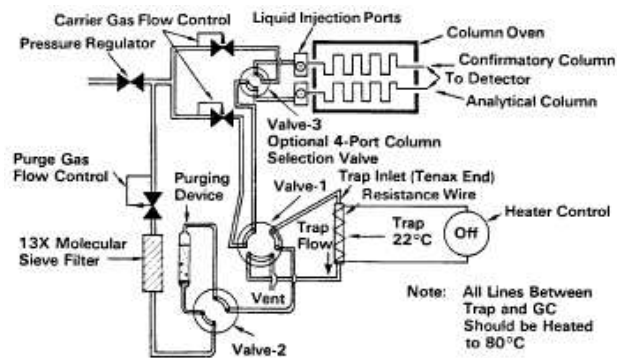 Carrier Gas Flow Control
Liquid Injection Ports
Pressure Regulator
Column Oven
Confirmatory Column
To Detector
Analytical Column
Valve-3
Optional 4-Port Column
Selection Valve
Purge Gas
Flow Control
Purging
Device
Valve-1
Trap Inlet (Tenax End)
Resistance Wire
Heater Control
Trap
Flow
Trap
22°C
Off
13X Molecular
Sieve Filter
Vent
Valve-2
Note: All Lines Between
Trap and GC
Should be Heated
to 80°C